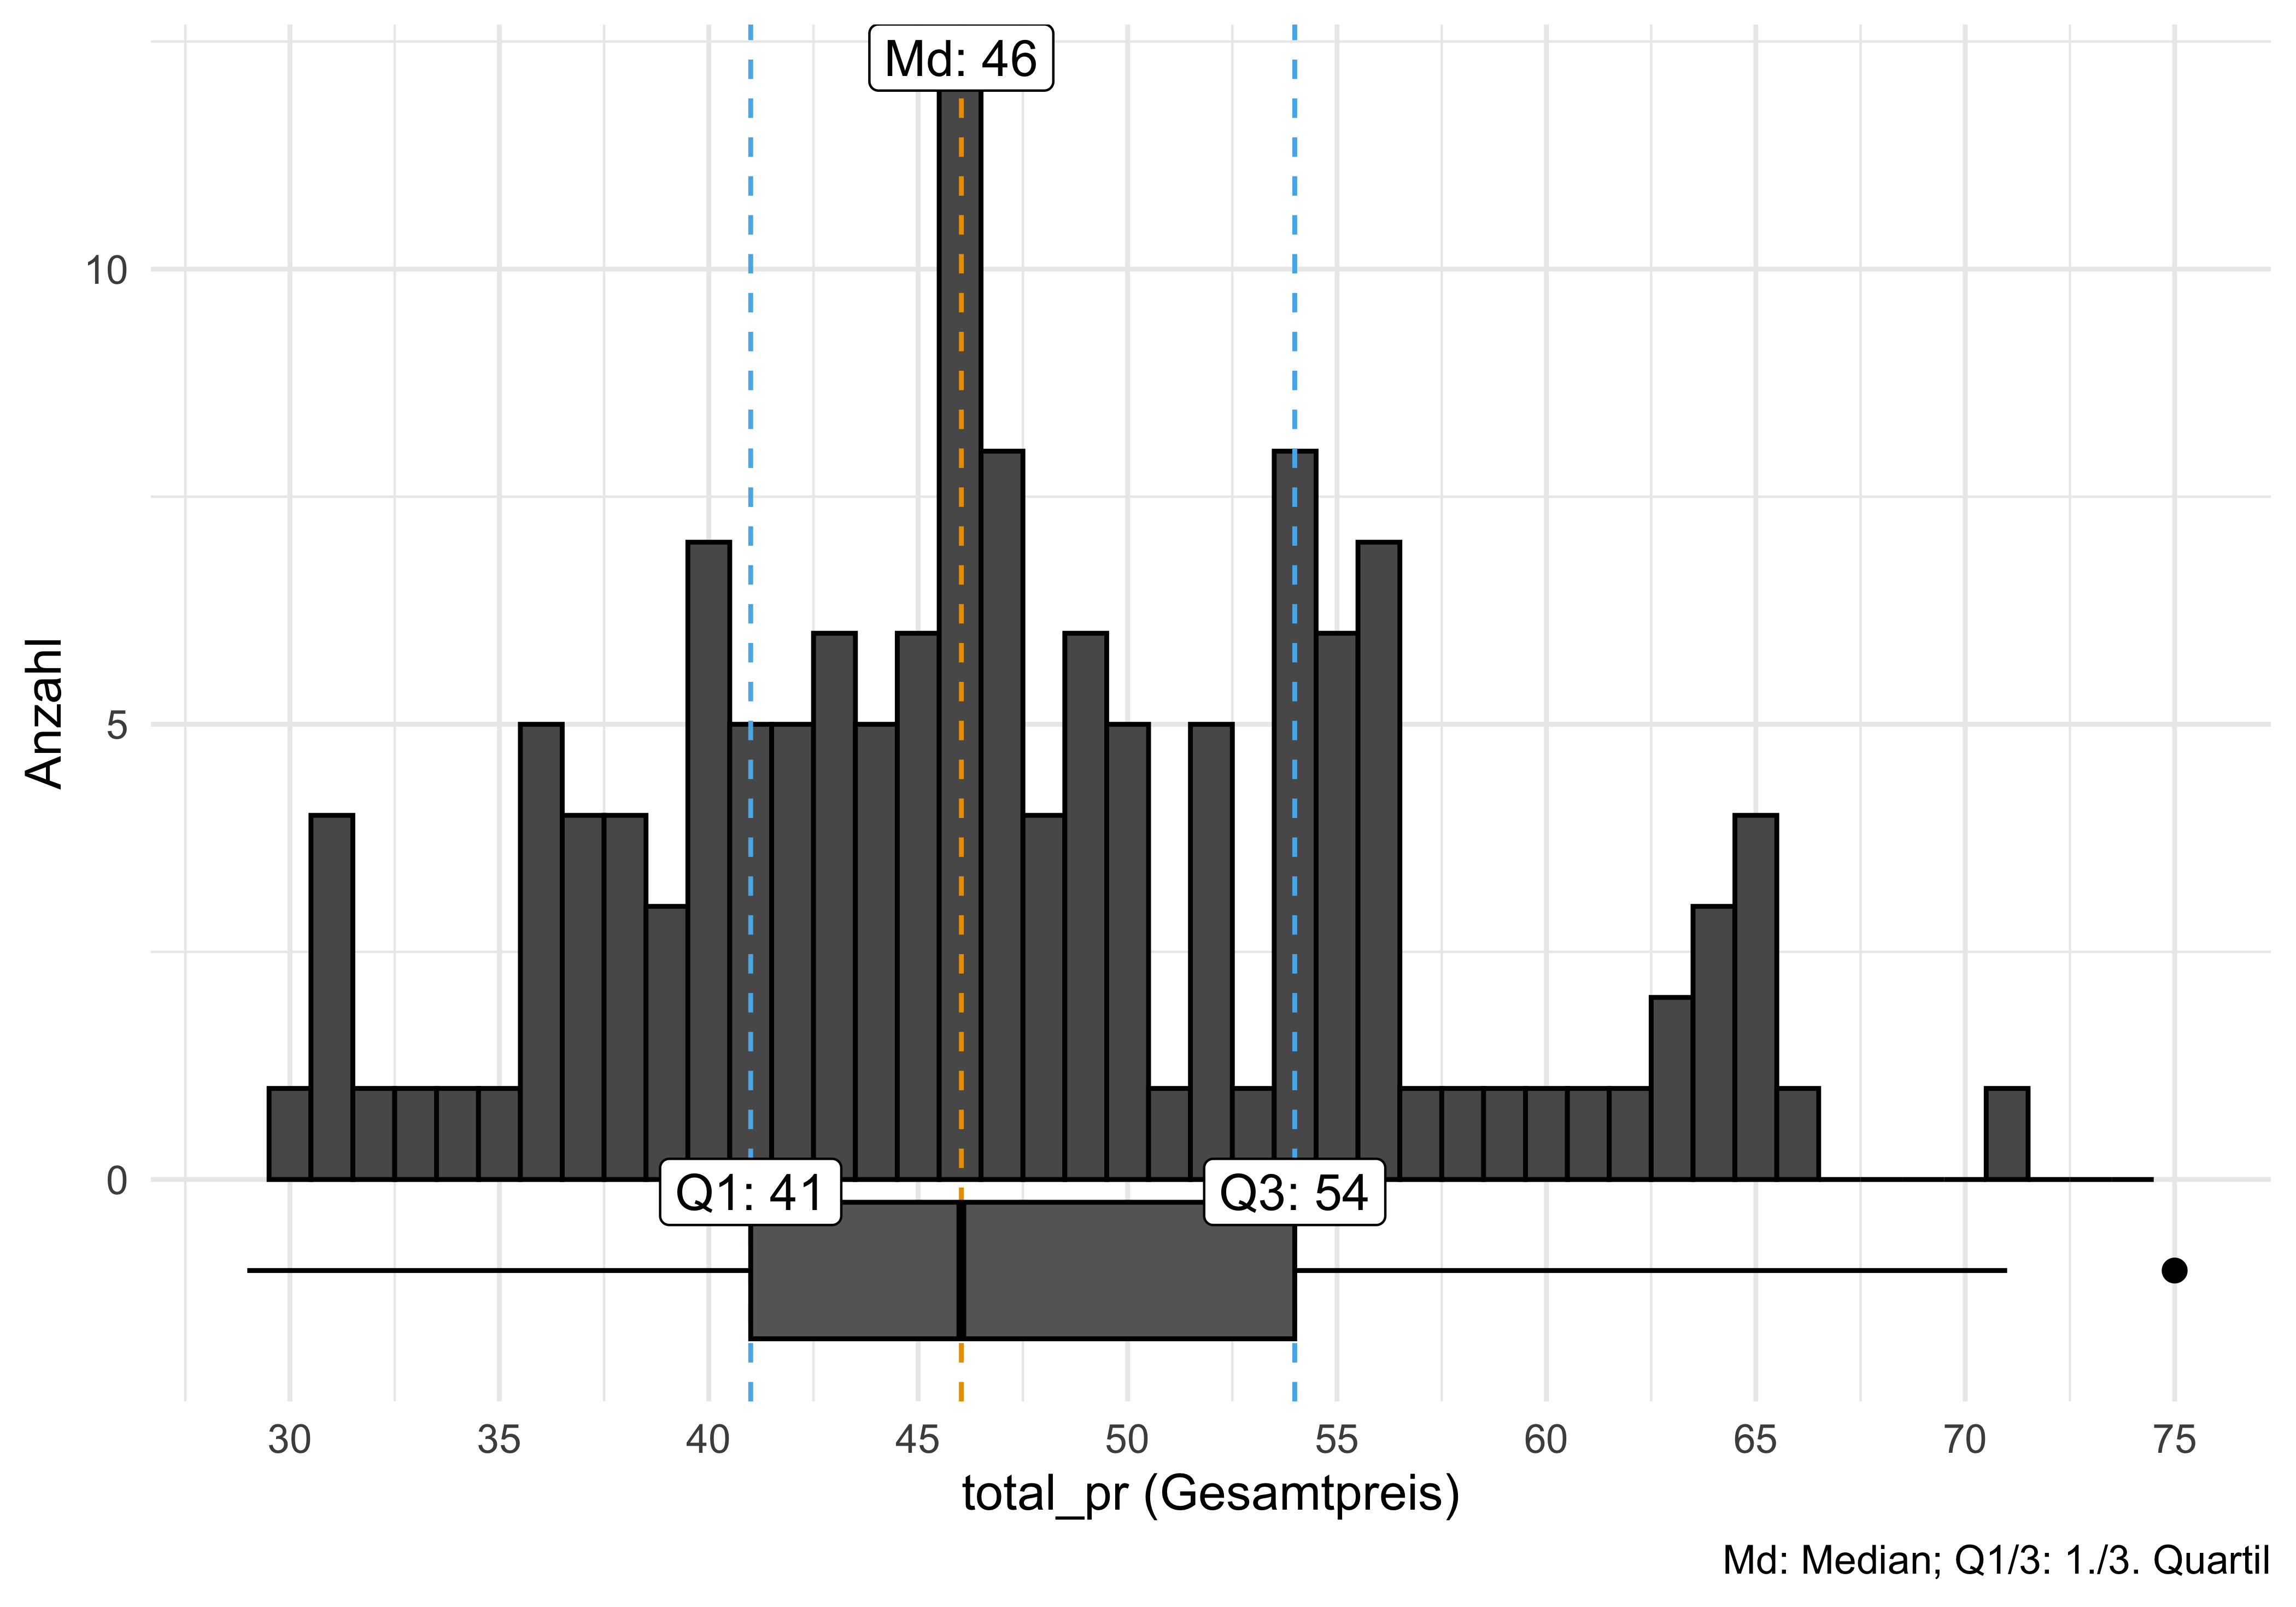 Md: 46
10
5
0
Anzahl
Q1: 41
Q3: 54
30 35 40 45 50 55 60 65 70 75
total_pr (Gesamtpreis)
Md: Median; Q1/3: 1./3. Quartil